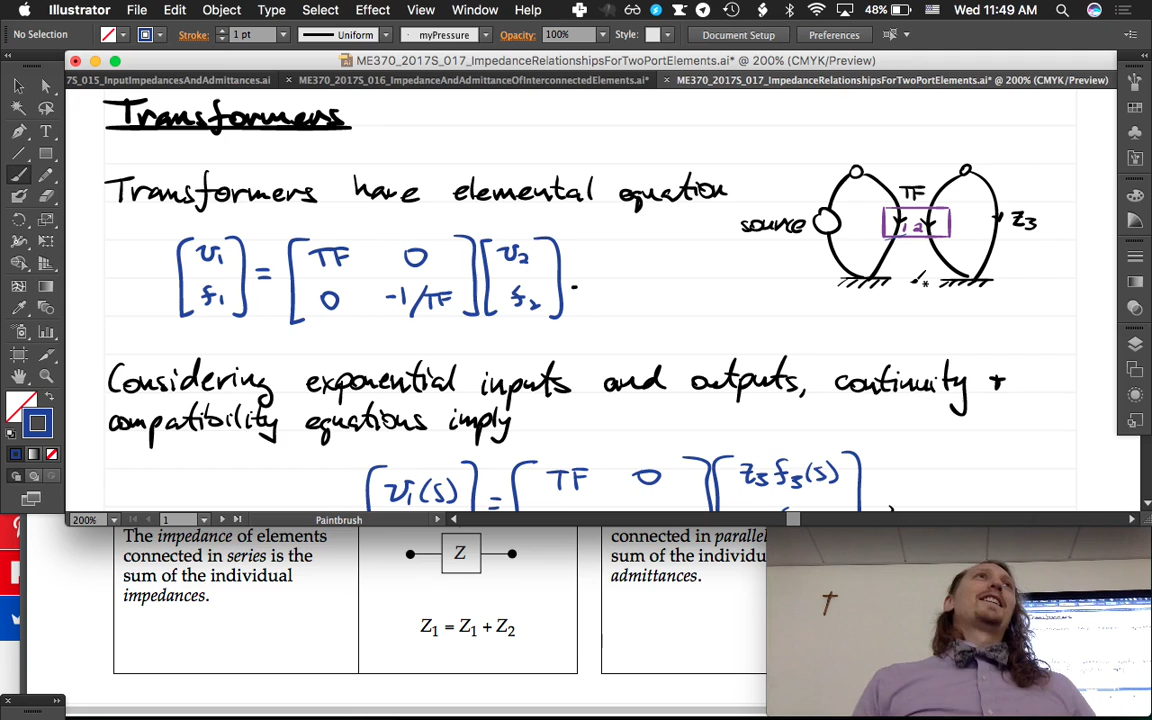 Illustrator File Edit Object Type Select Effect View Window Help 48% Wed 11:49 AM
No Selection Stroke: 1 pt Uniform myPressure Opacity: 100% Style: Document Setup Preferences
ME370_2017S_017_ImpedanceRelationshipsForTwoPortElements.ai* @ 200% (CMYK/Preview)
7S_015_InputImpedancesAndAdmittances.ai ME370_2017S_016_ImpedanceAndAdmittanceOfInterconnectedElements.ai* ME370_2017S_017_ImpedanceRelationshipsForTwoPortElements.ai* @ 200% (CMYK/Preview)
Transformers
Transformers have elemental equation
[v1 f1] = [TF 0 0 -1/TF] [v2 f2] .
source TF 1 2 Z3
Considering exponential inputs and outputs, continuity +
compatibility equations imply
[v1(s) = [TF 0] [Z3 f3(s)]
200% 1 Paintbrush
The impedance of elements
connected in series is the
sum of the individual
impedances.
Z
Z1 = Z1 + Z2
connected in parallel
sum of the individu
admittances.